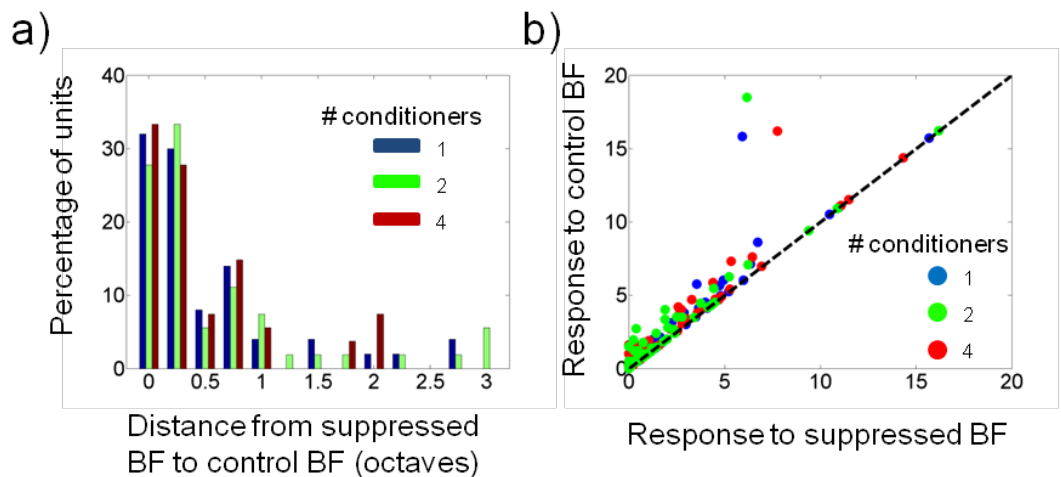 a)
Percentage of units
40
30
20
10
0
# conditioners
1
2
4
0 0.5 1 1.5 2 2.5 3
Distance from suppressed
BF to control BF (octaves)
b)
Response to control BF
20
15
10
5
0
# conditioners
1
2
4
0 5 10 15 20
Response to suppressed BF